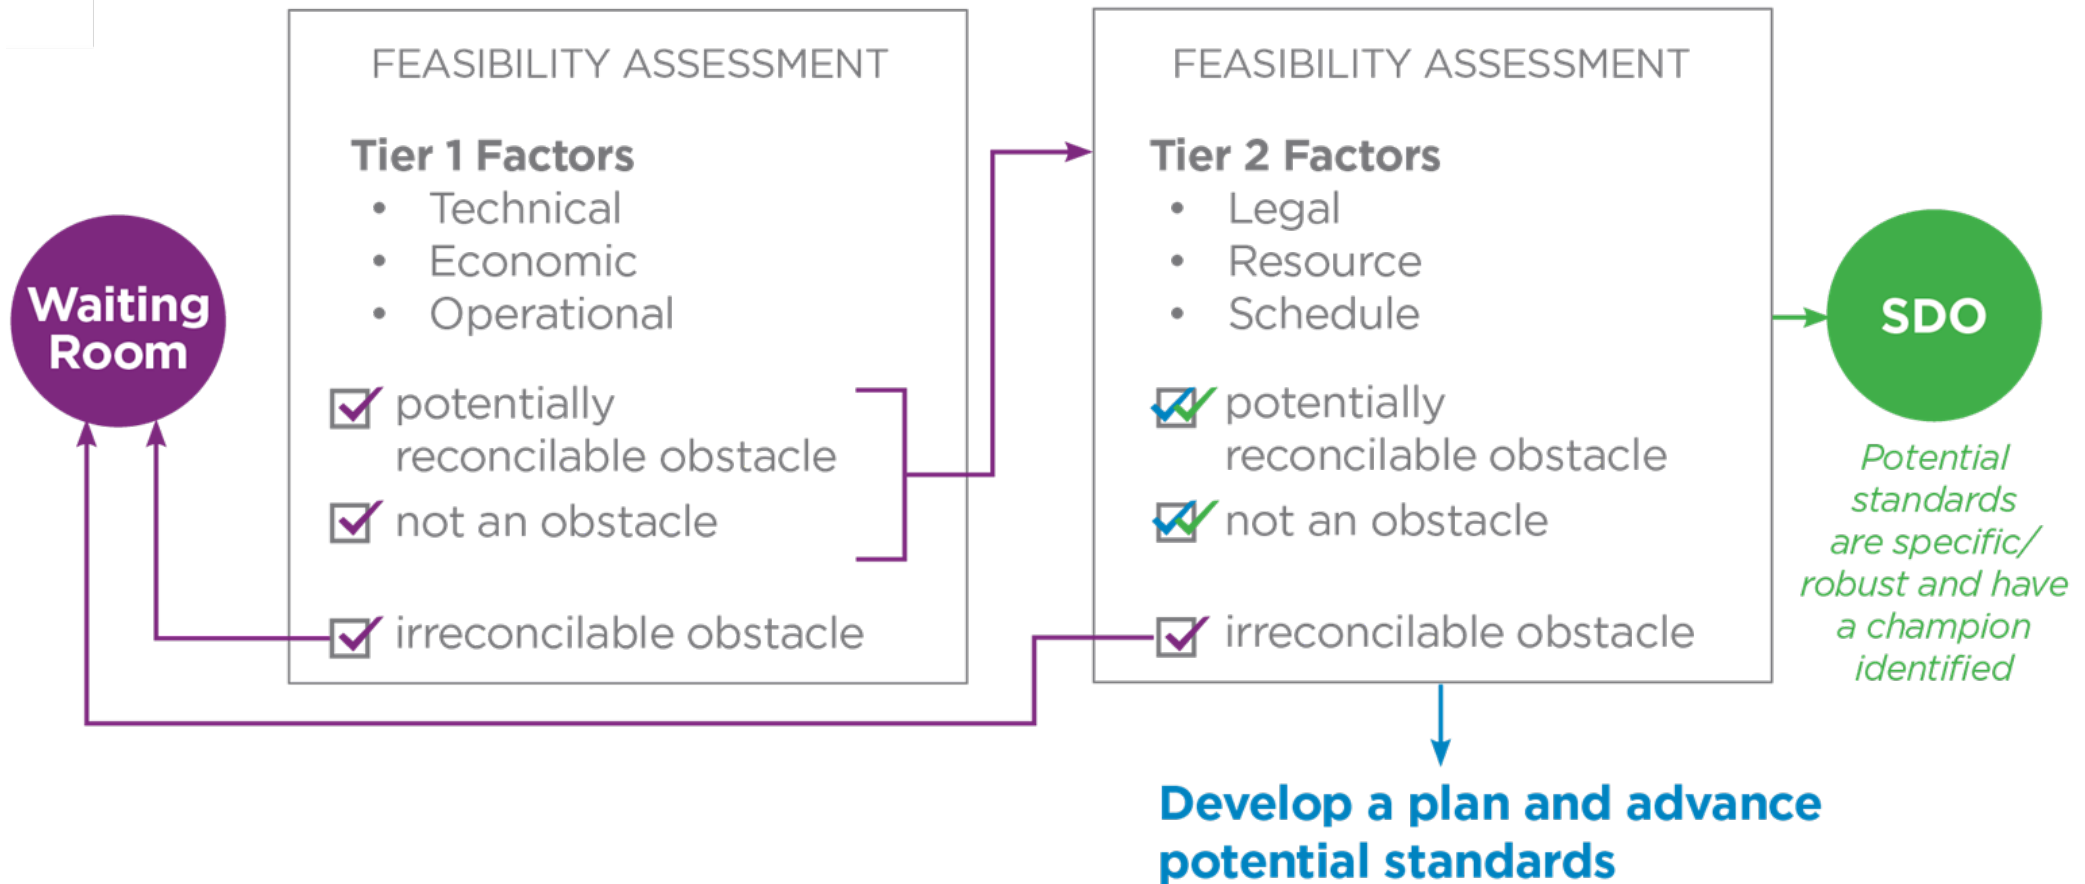 Waiting
Room
FEASIBILITY ASSESSMENT
Tier 1 Factors
• Technical
• Economic
• Operational
potentially
reconcilable obstacle
not an obstacle
irreconcilable obstacle
FEASIBILITY ASSESSMENT
Tier 2 Factors
• Legal
• Resource
• Schedule
potentially
reconcilable obstacle
not an obstacle
irreconcilable obstacle
SDO
Potential
standards
are specific/
robust and have
a champion
identified
Develop a plan and advance
potential standards